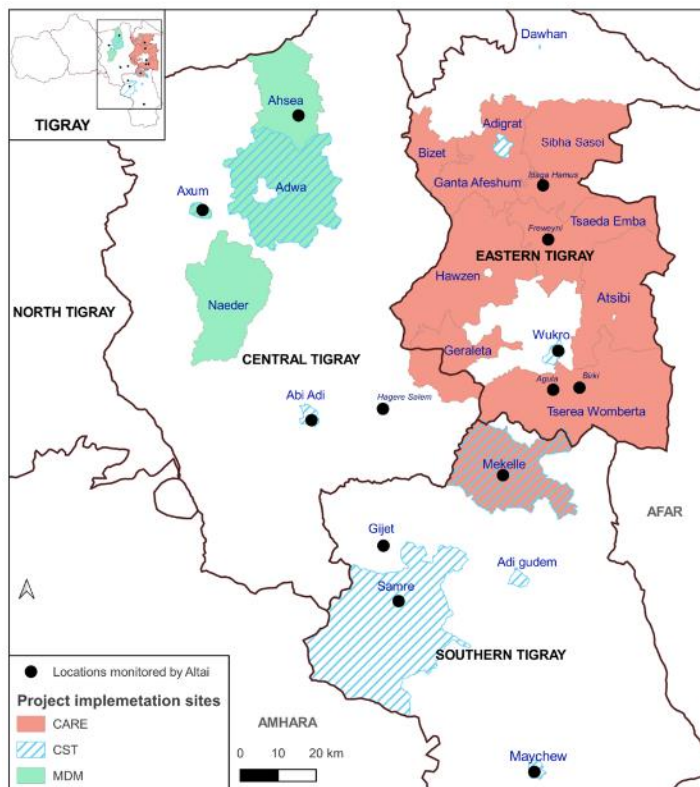 TIGRAY
Dawhan
Ahsea
Adigrat
Sibha Sasei
Bizet
Adwa
Ganta Afeshum
Idaga Hamus
Axum
Tsaeda Emba
Freweyni
EASTERN TIGRAY
Hawzen
Atsibi
Naeder
NORTH TIGRAY
Wukro
Geraleta
CENTRAL TIGRAY
Abi Adi
Hagere Salem
Agula
Birki
Tserea Womberta
Mekelle
AFAR
Gijet
Adi gudem
Samre
SOUTHERN TIGRAY
Locations monitored by Altai
Project implemetation sites
CARE
CST
MDM
AMHARA
0 10 20 km
Maychew